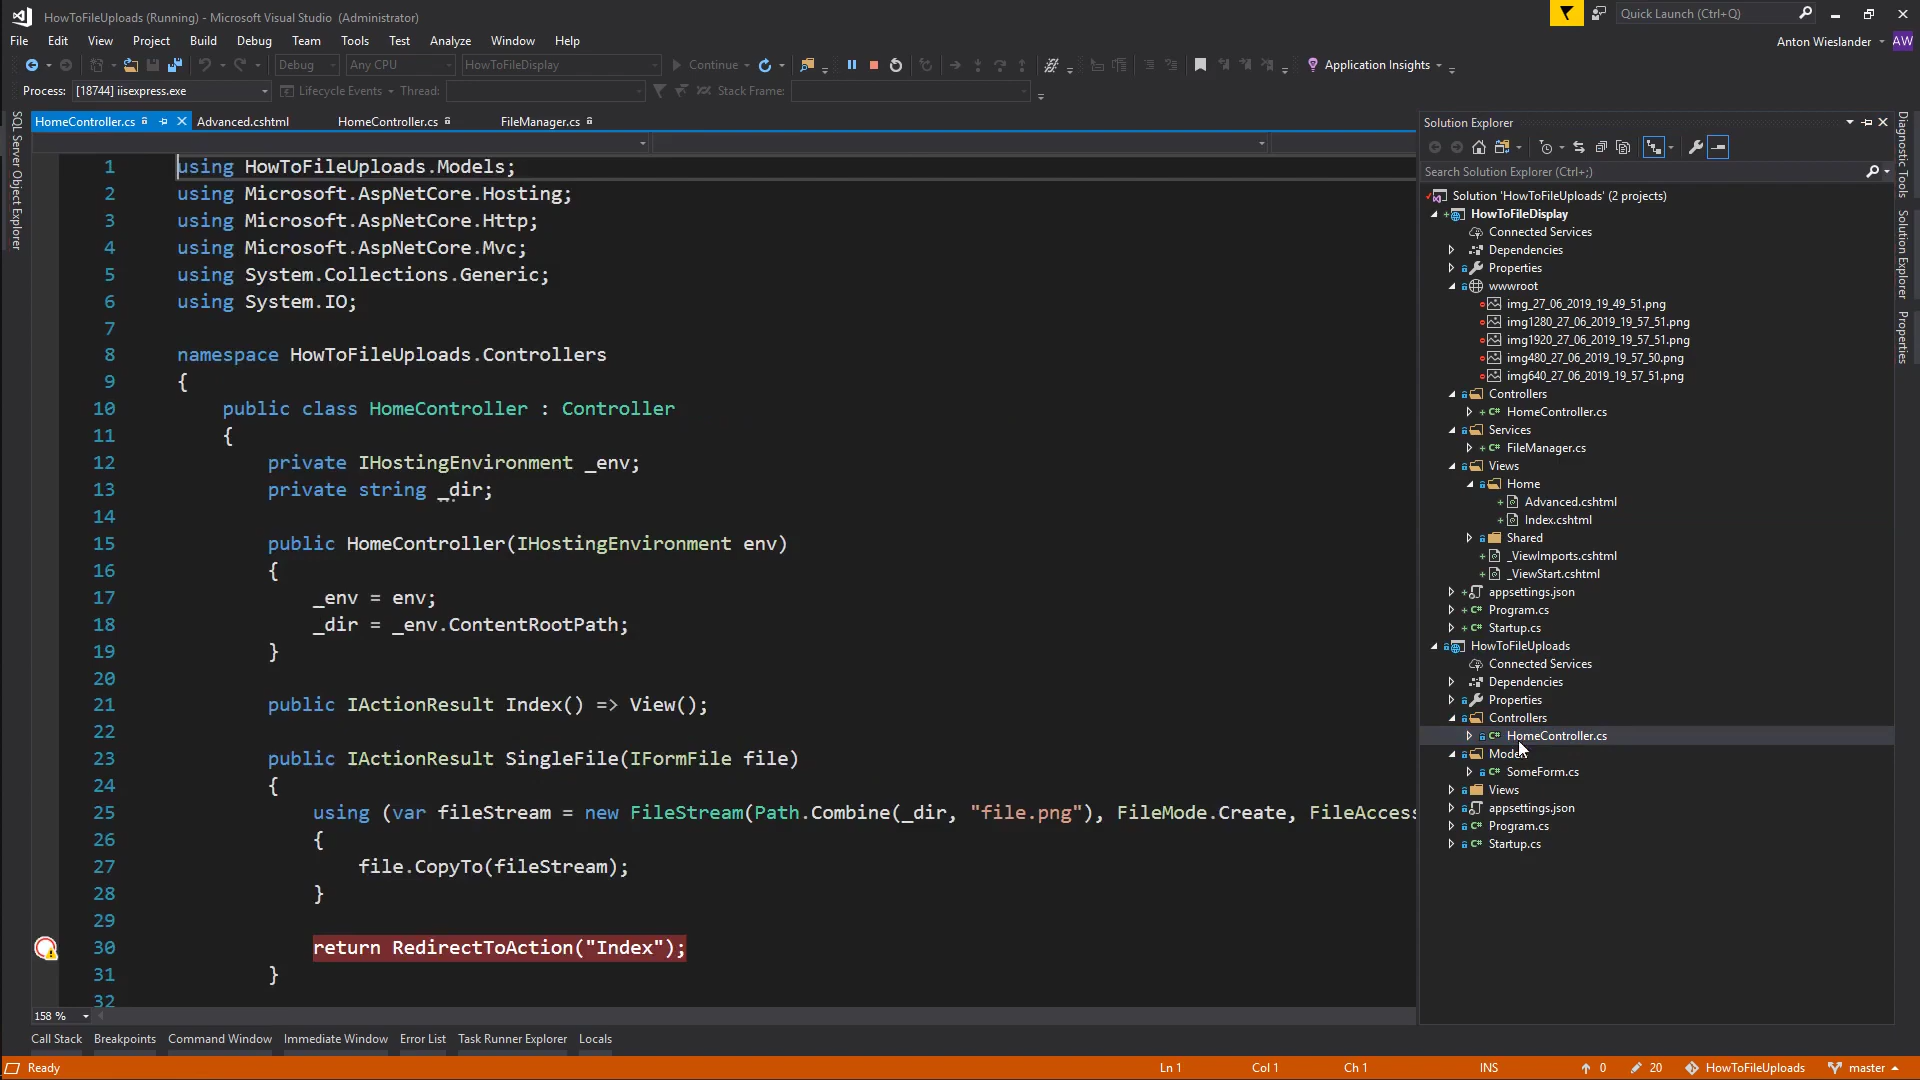 HowToFileUploads (Running) - Microsoft Visual Studio (Administrator)
Quick Launch (Ctrl+Q)
File Edit View Project Build Debug Team Tools Test Analyze Window Help
Anton Wieslander AW
Debug Any CPU HowToFileDisplay Continue Application Insights
Process: [18744] iisexpress.exe Lifecycle Events Thread: Stack Frame:
HomeController.cs Advanced.cshtml HomeController.cs FileManager.cs
SQL Server Object Explorer
1 using HowToFileUploads.Models;
2 using Microsoft.AspNetCore.Hosting;
3 using Microsoft.AspNetCore.Http;
4 using Microsoft.AspNetCore.Mvc;
5 using System.Collections.Generic;
6 using System.IO;
7
8 namespace HowToFileUploads.Controllers
9 {
10 public class HomeController : Controller
11 {
12 private IHostingEnvironment _env;
13 private string _dir;
14
15 public HomeController(IHostingEnvironment env)
16 {
17 _env = env;
18 _dir = _env.ContentRootPath;
19 }
20
21 public IActionResult Index() => View();
22
23 public IActionResult SingleFile(IFormFile file)
24 {
25 using (var fileStream = new FileStream(Path.Combine(_dir, "file.png"), FileMode.Create, FileAccess
26 {
27 file.CopyTo(fileStream);
28 }
29
30 return RedirectToAction("Index");
31 }
32
158 %
Solution Explorer
Search Solution Explorer (Ctrl+;)
Solution 'HowToFileUploads' (2 projects)
HowToFileDisplay
Connected Services
Dependencies
Properties
wwwroot
img_27_06_2019_19_49_51.png
img1280_27_06_2019_19_57_51.png
img1920_27_06_2019_19_57_51.png
img480_27_06_2019_19_57_50.png
img640_27_06_2019_19_57_51.png
Controllers
HomeController.cs
Services
FileManager.cs
Views
Home
Advanced.cshtml
Index.cshtml
Shared
_ViewImports.cshtml
_ViewStart.cshtml
appsettings.json
Program.cs
Startup.cs
HowToFileUploads
Connected Services
Dependencies
Properties
Controllers
HomeController.cs
Models
SomeForm.cs
Views
appsettings.json
Program.cs
Startup.cs
Diagnostic Tools
Solution Explorer
Properties
Call Stack Breakpoints Command Window Immediate Window Error List Task Runner Explorer Locals
Ready Ln 1 Col 1 Ch 1 INS 0 20 HowToFileUploads master